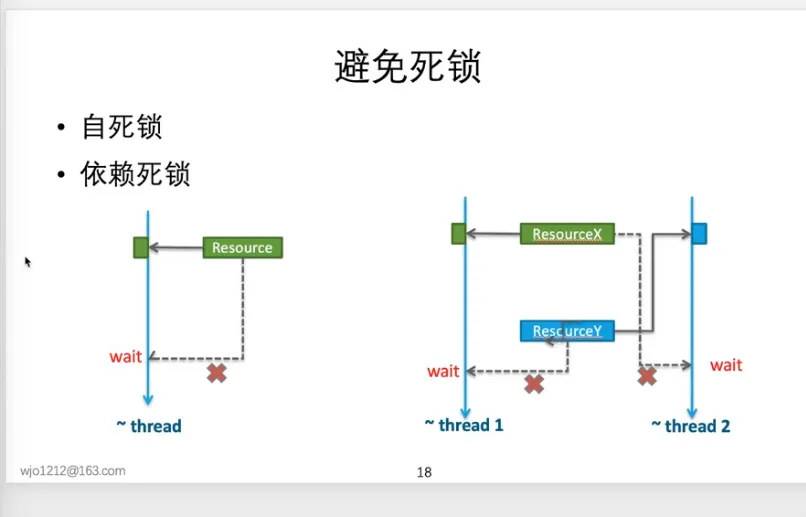 避免死锁
• 自死锁
• 依赖死锁
Resource
wait
~ thread
ResourceX
ResourceY
wait
wait
~ thread 1
~ thread 2
wjo1212@163.com
18